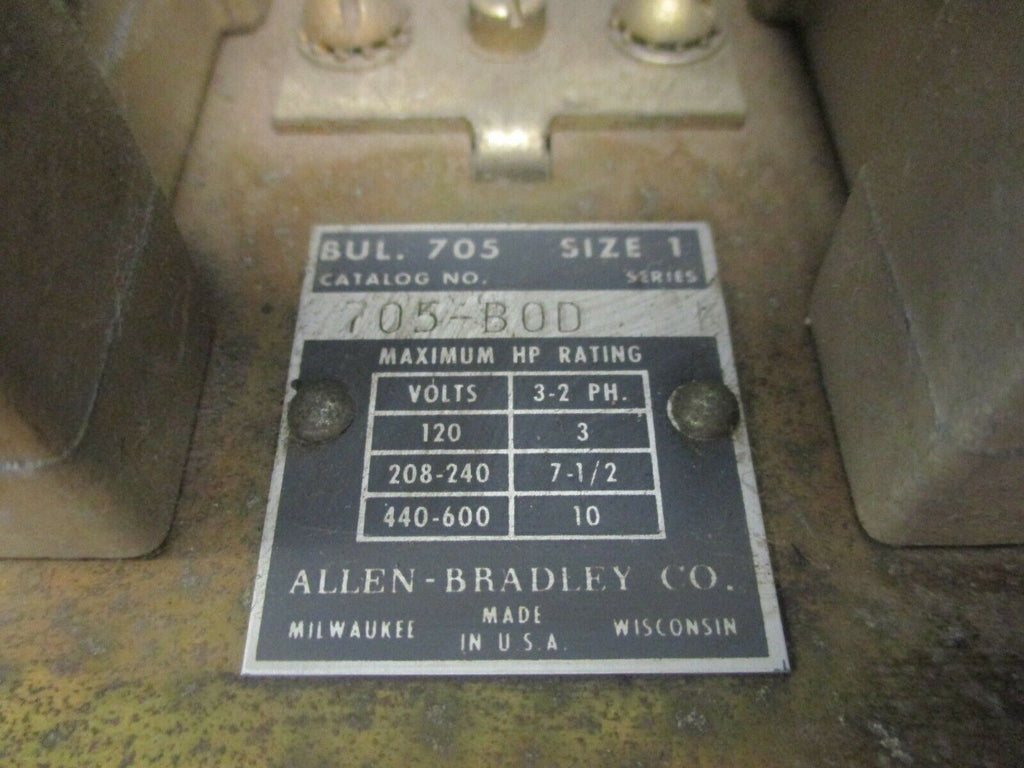 BUL. 705 SIZE 1
CATALOG NO. SERIES
705-BOD
MAXIMUM HP RATING
VOLTS 3-2 PH.
120 3
208-240 7-1/2
440-600 10
ALLEN-BRADLEY CO.
MILWAUKEE MADE IN U.S.A. WISCONSIN